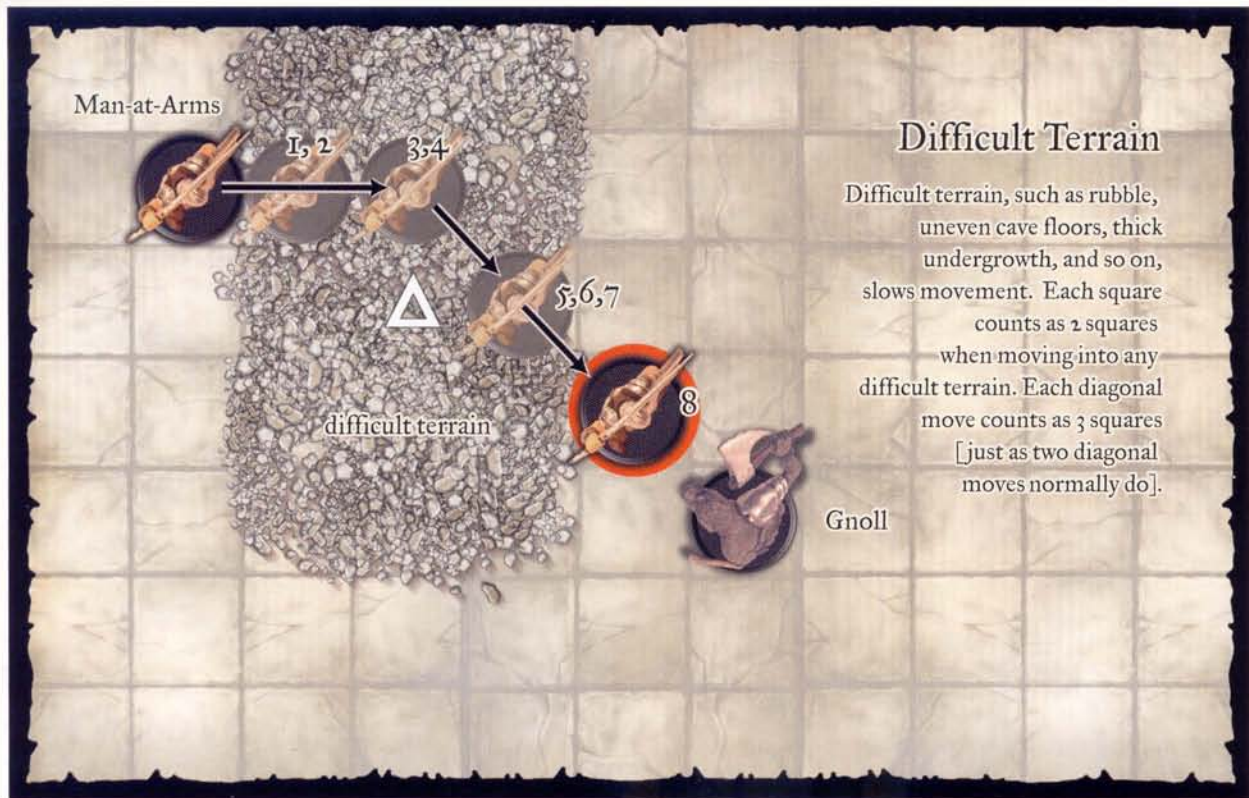 Man-at-Arms
1, 2
3,4
5,6,7
8
difficult terrain
Gnoll
Difficult Terrain
Difficult terrain, such as rubble,
uneven cave floors, thick
undergrowth, and so on,
slows movement. Each square
counts as 2 squares
when moving into any
difficult terrain. Each diagonal
move counts as 3 squares
[just as two diagonal
moves normally do].